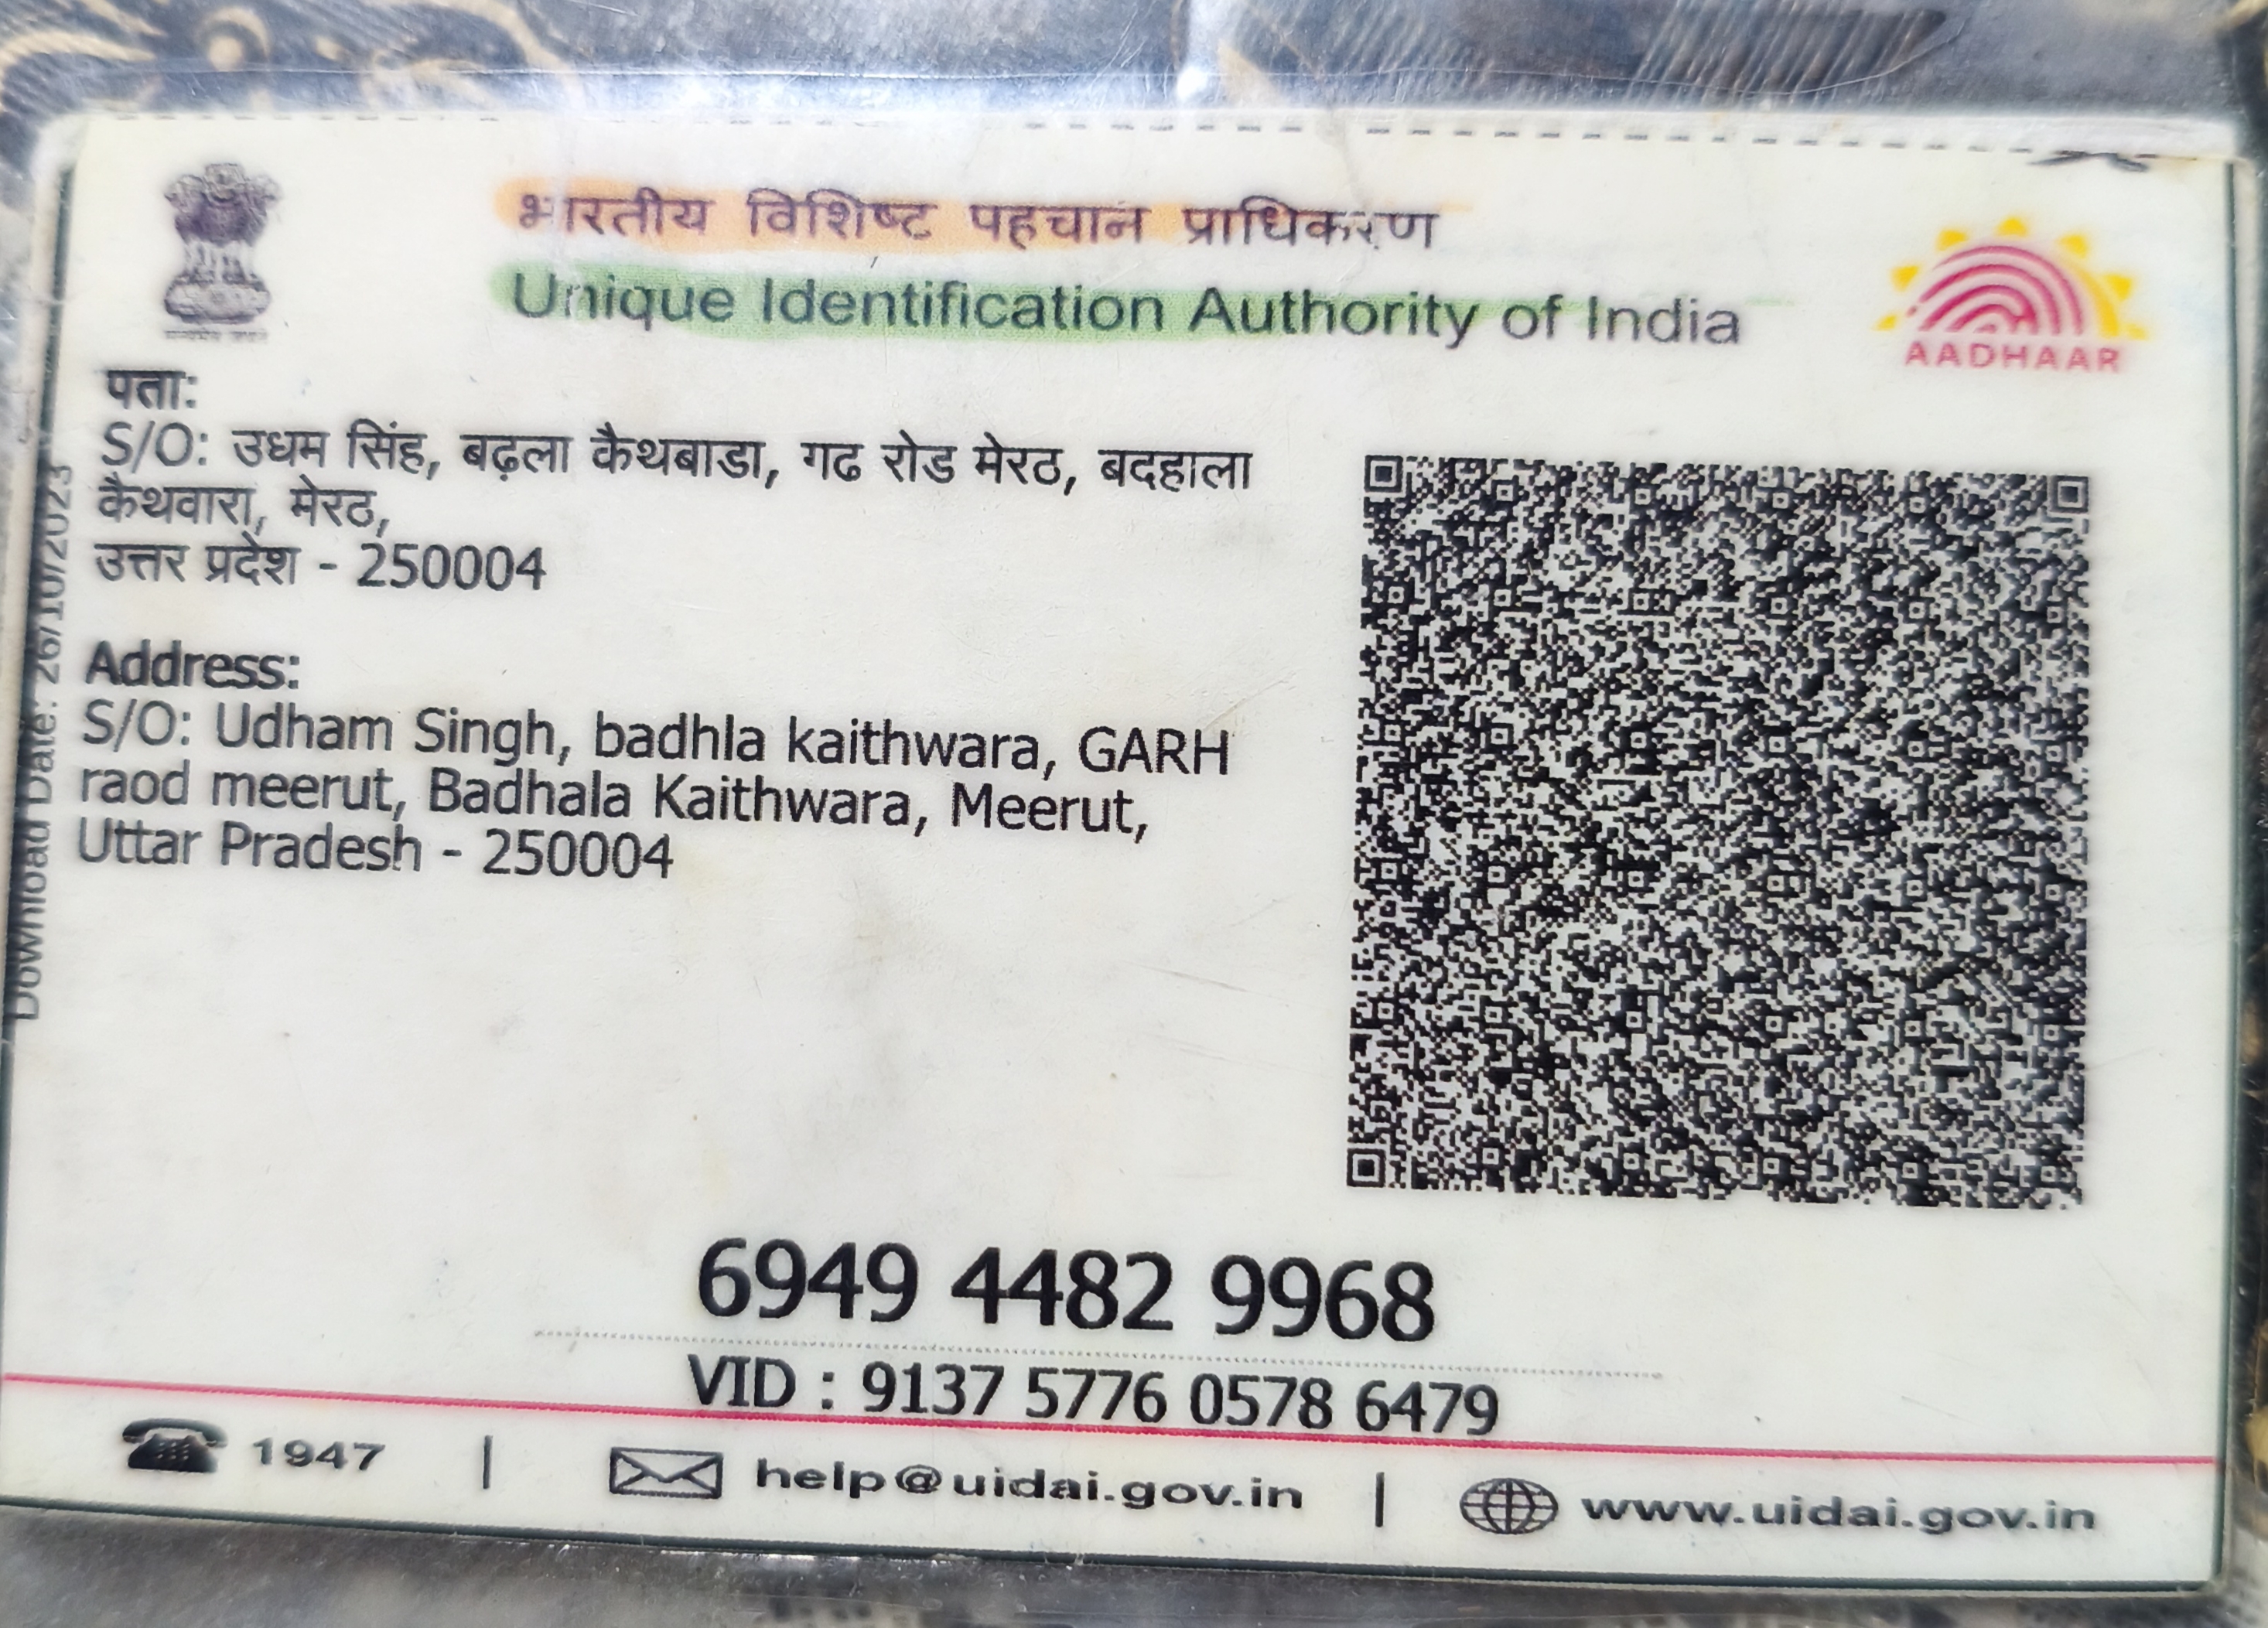 भारतीय विशिष्ट पहचान प्राधिकरण
Unique Identification Authority of India
AADHAAR
पता:
S/O: उधम सिंह, बढ़ला कैथबाडा, गढ रोड मेरठ, बदहाला
कैथवारा, मेरठ,
उत्तर प्रदेश - 250004
Address:
S/O: Udham Singh, badhla kaithwara, GARH
raod meerut, Badhala Kaithwara, Meerut,
Uttar Pradesh - 250004
Download Date: 26/10/2023
6949 4482 9968
VID : 9137 5776 0578 6479
1947 | help@uidai.gov.in | www.uidai.gov.in